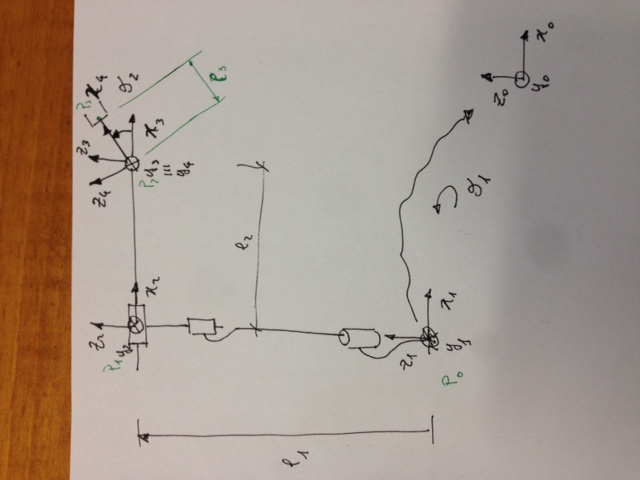 x₄
P₃
ϑ₂
l₃
z₃
x₃
z₄
P₂ y₃
≡
y₄
x₀
z₀
y₀
ϑ₁
l₂
z₂
x₂
P₁ y₂
x₁
z₁
y₁
P₀
l₁